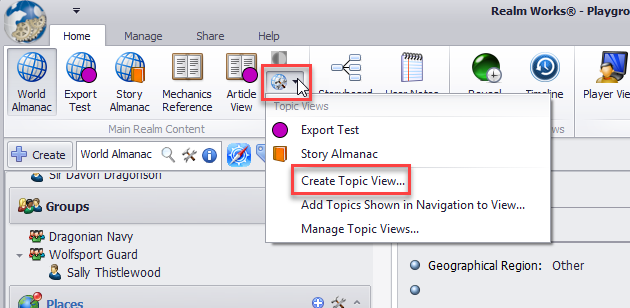 Realm Works® - Playgro
Home Manage Share Help
World Almanac
Export Test
Story Almanac
Mechanics Reference
Article View
Storyboard
User Notes
Reveal
Timeline
Player View
Main Realm Content
ws
Topic Views
Export Test
Story Almanac
Create Topic View...
Add Topics Shown in Navigation to View...
Manage Topic Views...
Create World Almanac
Sir Davon Dragonson
Groups
Dragonian Navy
Wolfsport Guard
Sally Thistlewood
Places
Geographical Region: Other